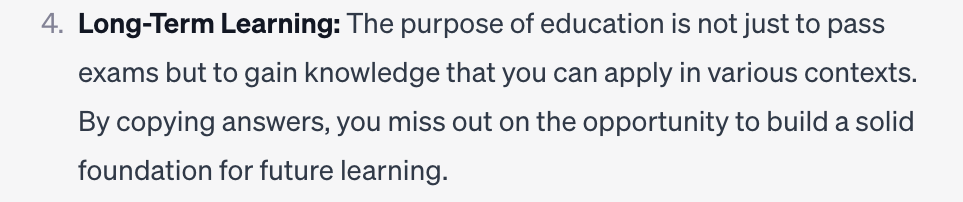 4. Long-Term Learning: The purpose of education is not just to pass
exams but to gain knowledge that you can apply in various contexts.
By copying answers, you miss out on the opportunity to build a solid
foundation for future learning.